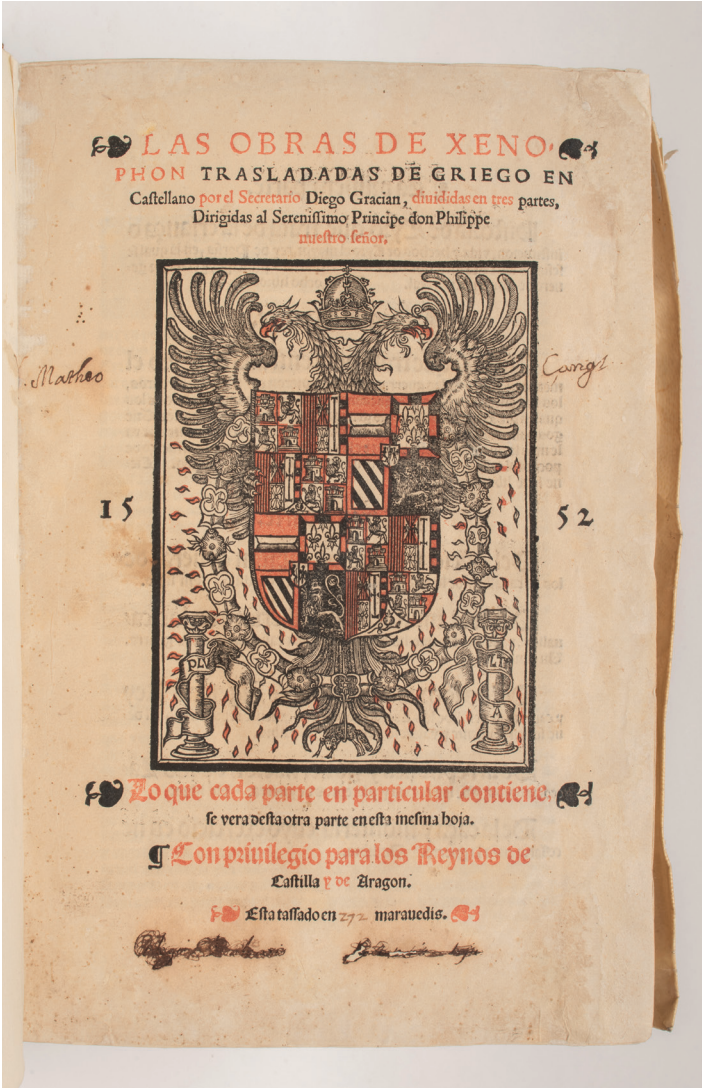 LAS OBRAS DE XENO-
PHON TRASLADADAS DE GRIEGO EN
Caſtellano por el Secretario Diego Gracian, diuididas en tres partes,
Dirigidas al Sereniſſimo Principe don Philippe
nueſtro ſeñor.
Matheo
15 52
PLV
LTR
A
Lo que cada parte en particular contiene,
ſe vera deſta otra parte en eſta meſma hoja.
¶ Con priuilegio para los Reynos de
Caſtilla y de Aragon.
Eſta taſſado en 272 marauedis.